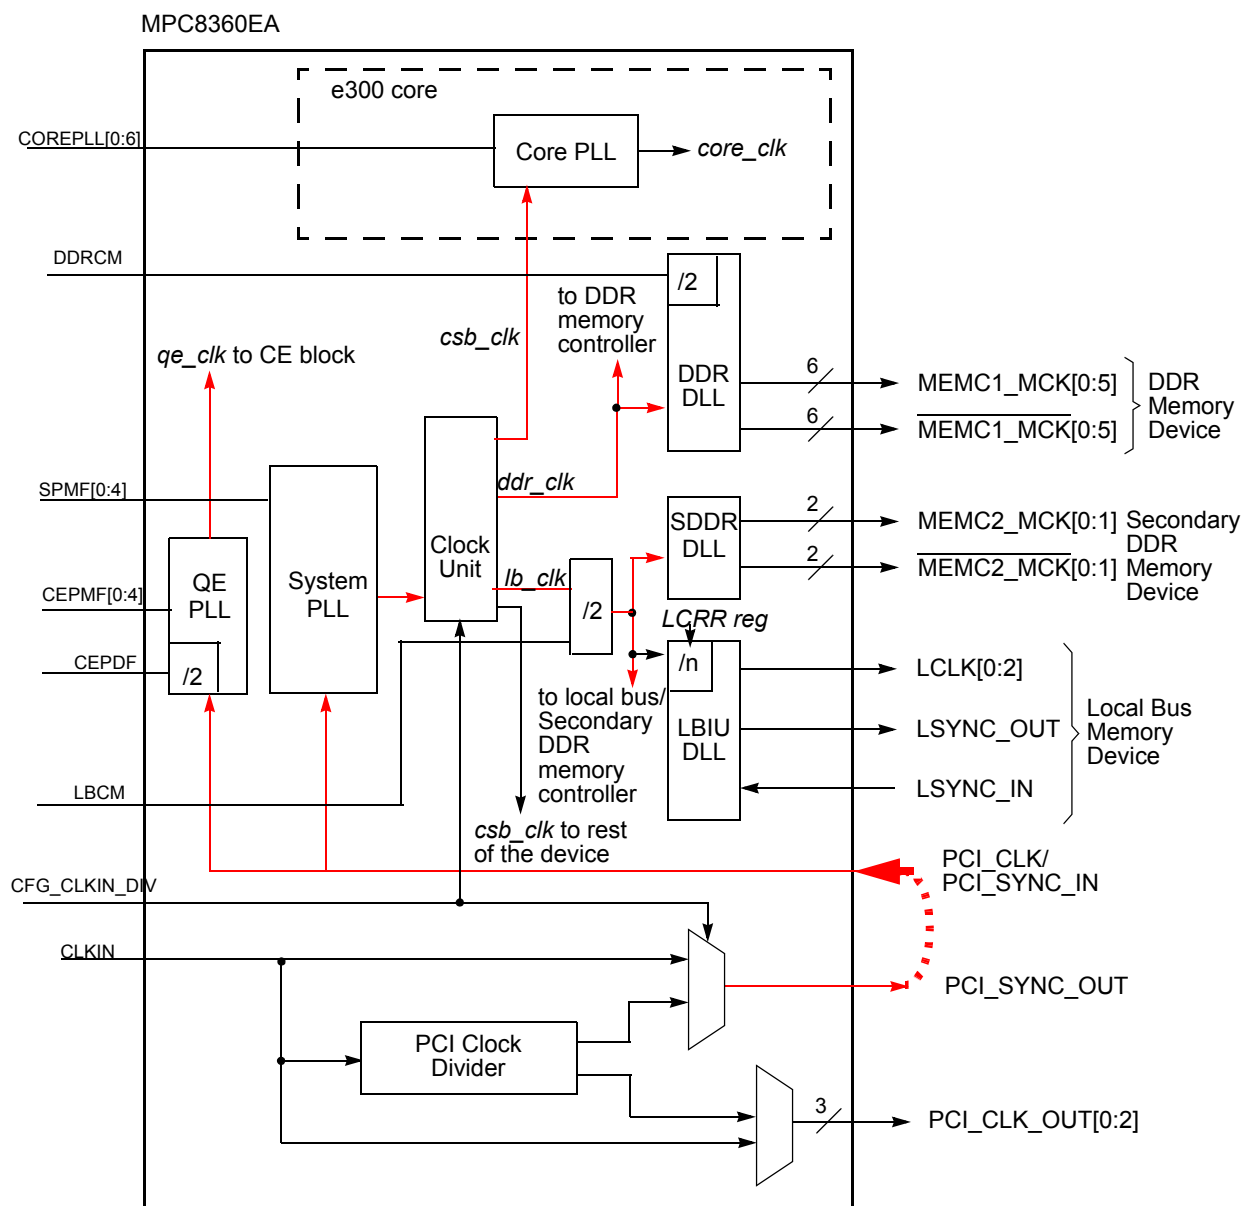 MPC8360EA
e300 core
COREPLL[0:6]
Core PLL
core_clk
DDRCM
/2
to DDR
memory
controller
csb_clk
qe_clk to CE block
DDR
DLL
6
MEMC1_MCK[0:5]
6
MEMC1_MCK[0:5]
DDR
Memory
Device
ddr_clk
SPMF[0:4]
SDDR
DLL
2
MEMC2_MCK[0:1]
2
MEMC2_MCK[0:1]
Secondary
DDR
Memory
Device
Clock
Unit
QE
PLL
System
PLL
lb_clk
CEPMF[0:4]
/2
LCRR reg
CEPDF
/2
/n
LCLK[0:2]
to local bus/
Secondary
DDR
memory
controller
LBIU
DLL
LSYNC_OUT
Local Bus
Memory
Device
LSYNC_IN
LBCM
csb_clk to rest
of the device
PCI_CLK/
PCI_SYNC_IN
CFG_CLKIN_DIV
CLKIN
PCI_SYNC_OUT
PCI Clock
Divider
3
PCI_CLK_OUT[0:2]